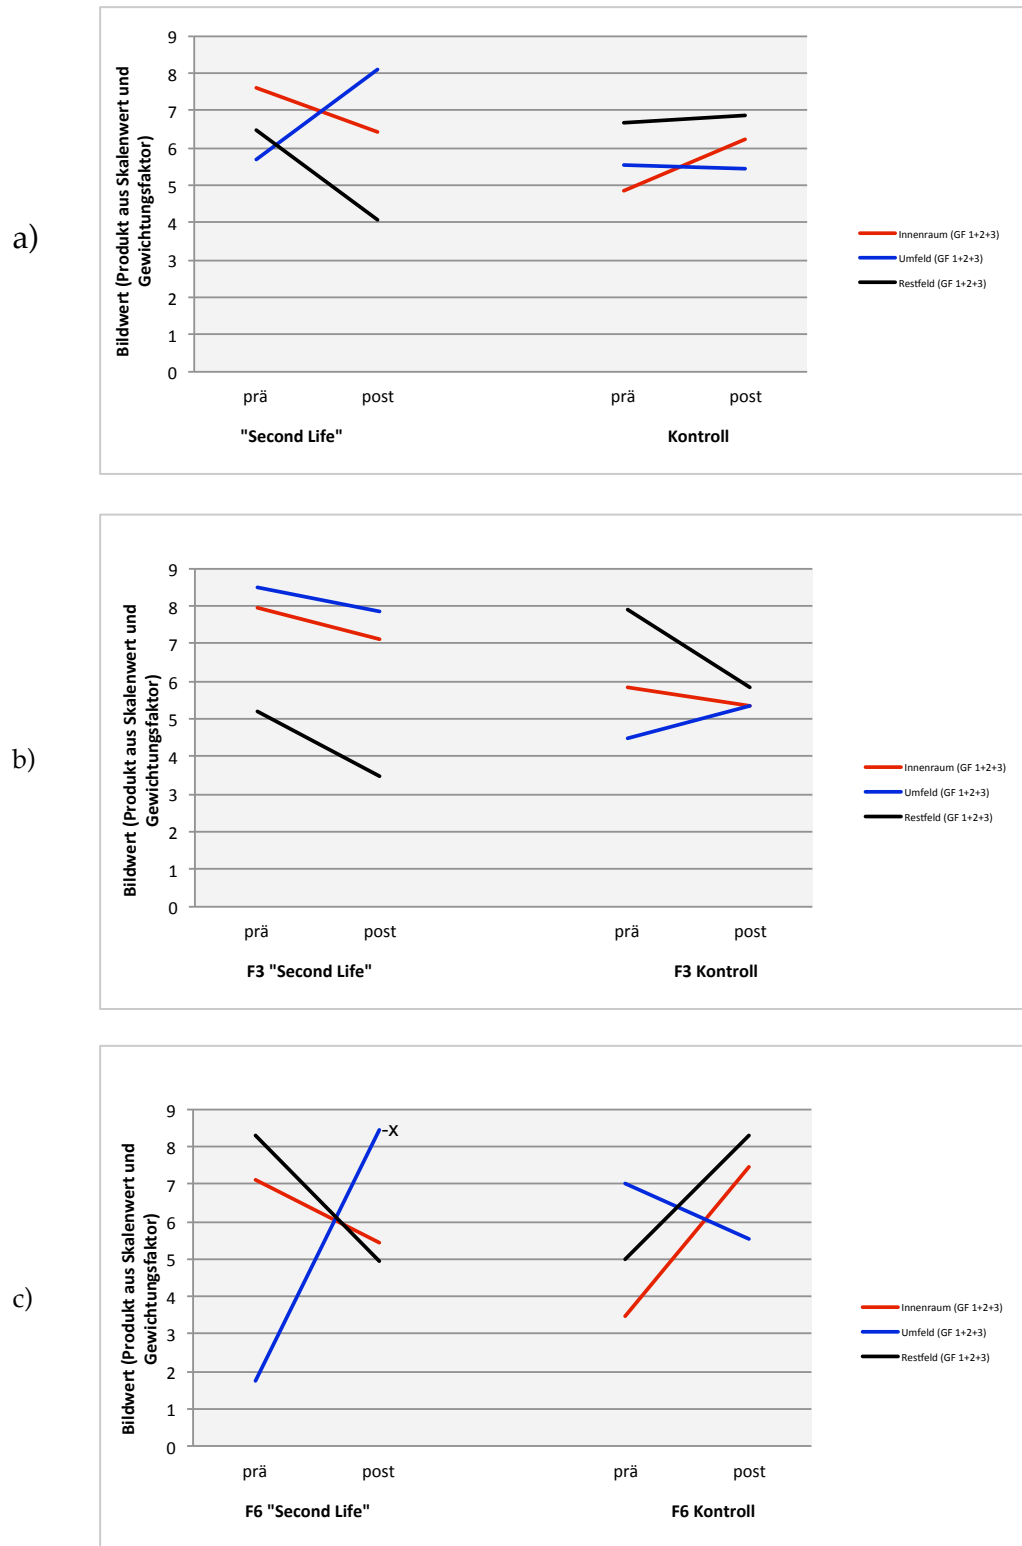 a)
Bildwert (Produkt aus Skalenwert und
Gewichtungsfaktor)
9
8
7
6
5
4
3
2
1
0
prä post prä post
"Second Life" Kontroll
Innenraum (GF 1+2+3)
Umfeld (GF 1+2+3)
Restfeld (GF 1+2+3)
b)
Bildwert (Produkt aus Skalenwert und
Gewichtungsfaktor)
9
8
7
6
5
4
3
2
1
0
prä post prä post
F3 "Second Life" F3 Kontroll
Innenraum (GF 1+2+3)
Umfeld (GF 1+2+3)
Restfeld (GF 1+2+3)
c)
Bildwert (Produkt aus Skalenwert und
Gewichtungsfaktor)
9
8
7
6
5
4
3
2
1
0
-X
prä post prä post
F6 "Second Life" F6 Kontroll
Innenraum (GF 1+2+3)
Umfeld (GF 1+2+3)
Restfeld (GF 1+2+3)